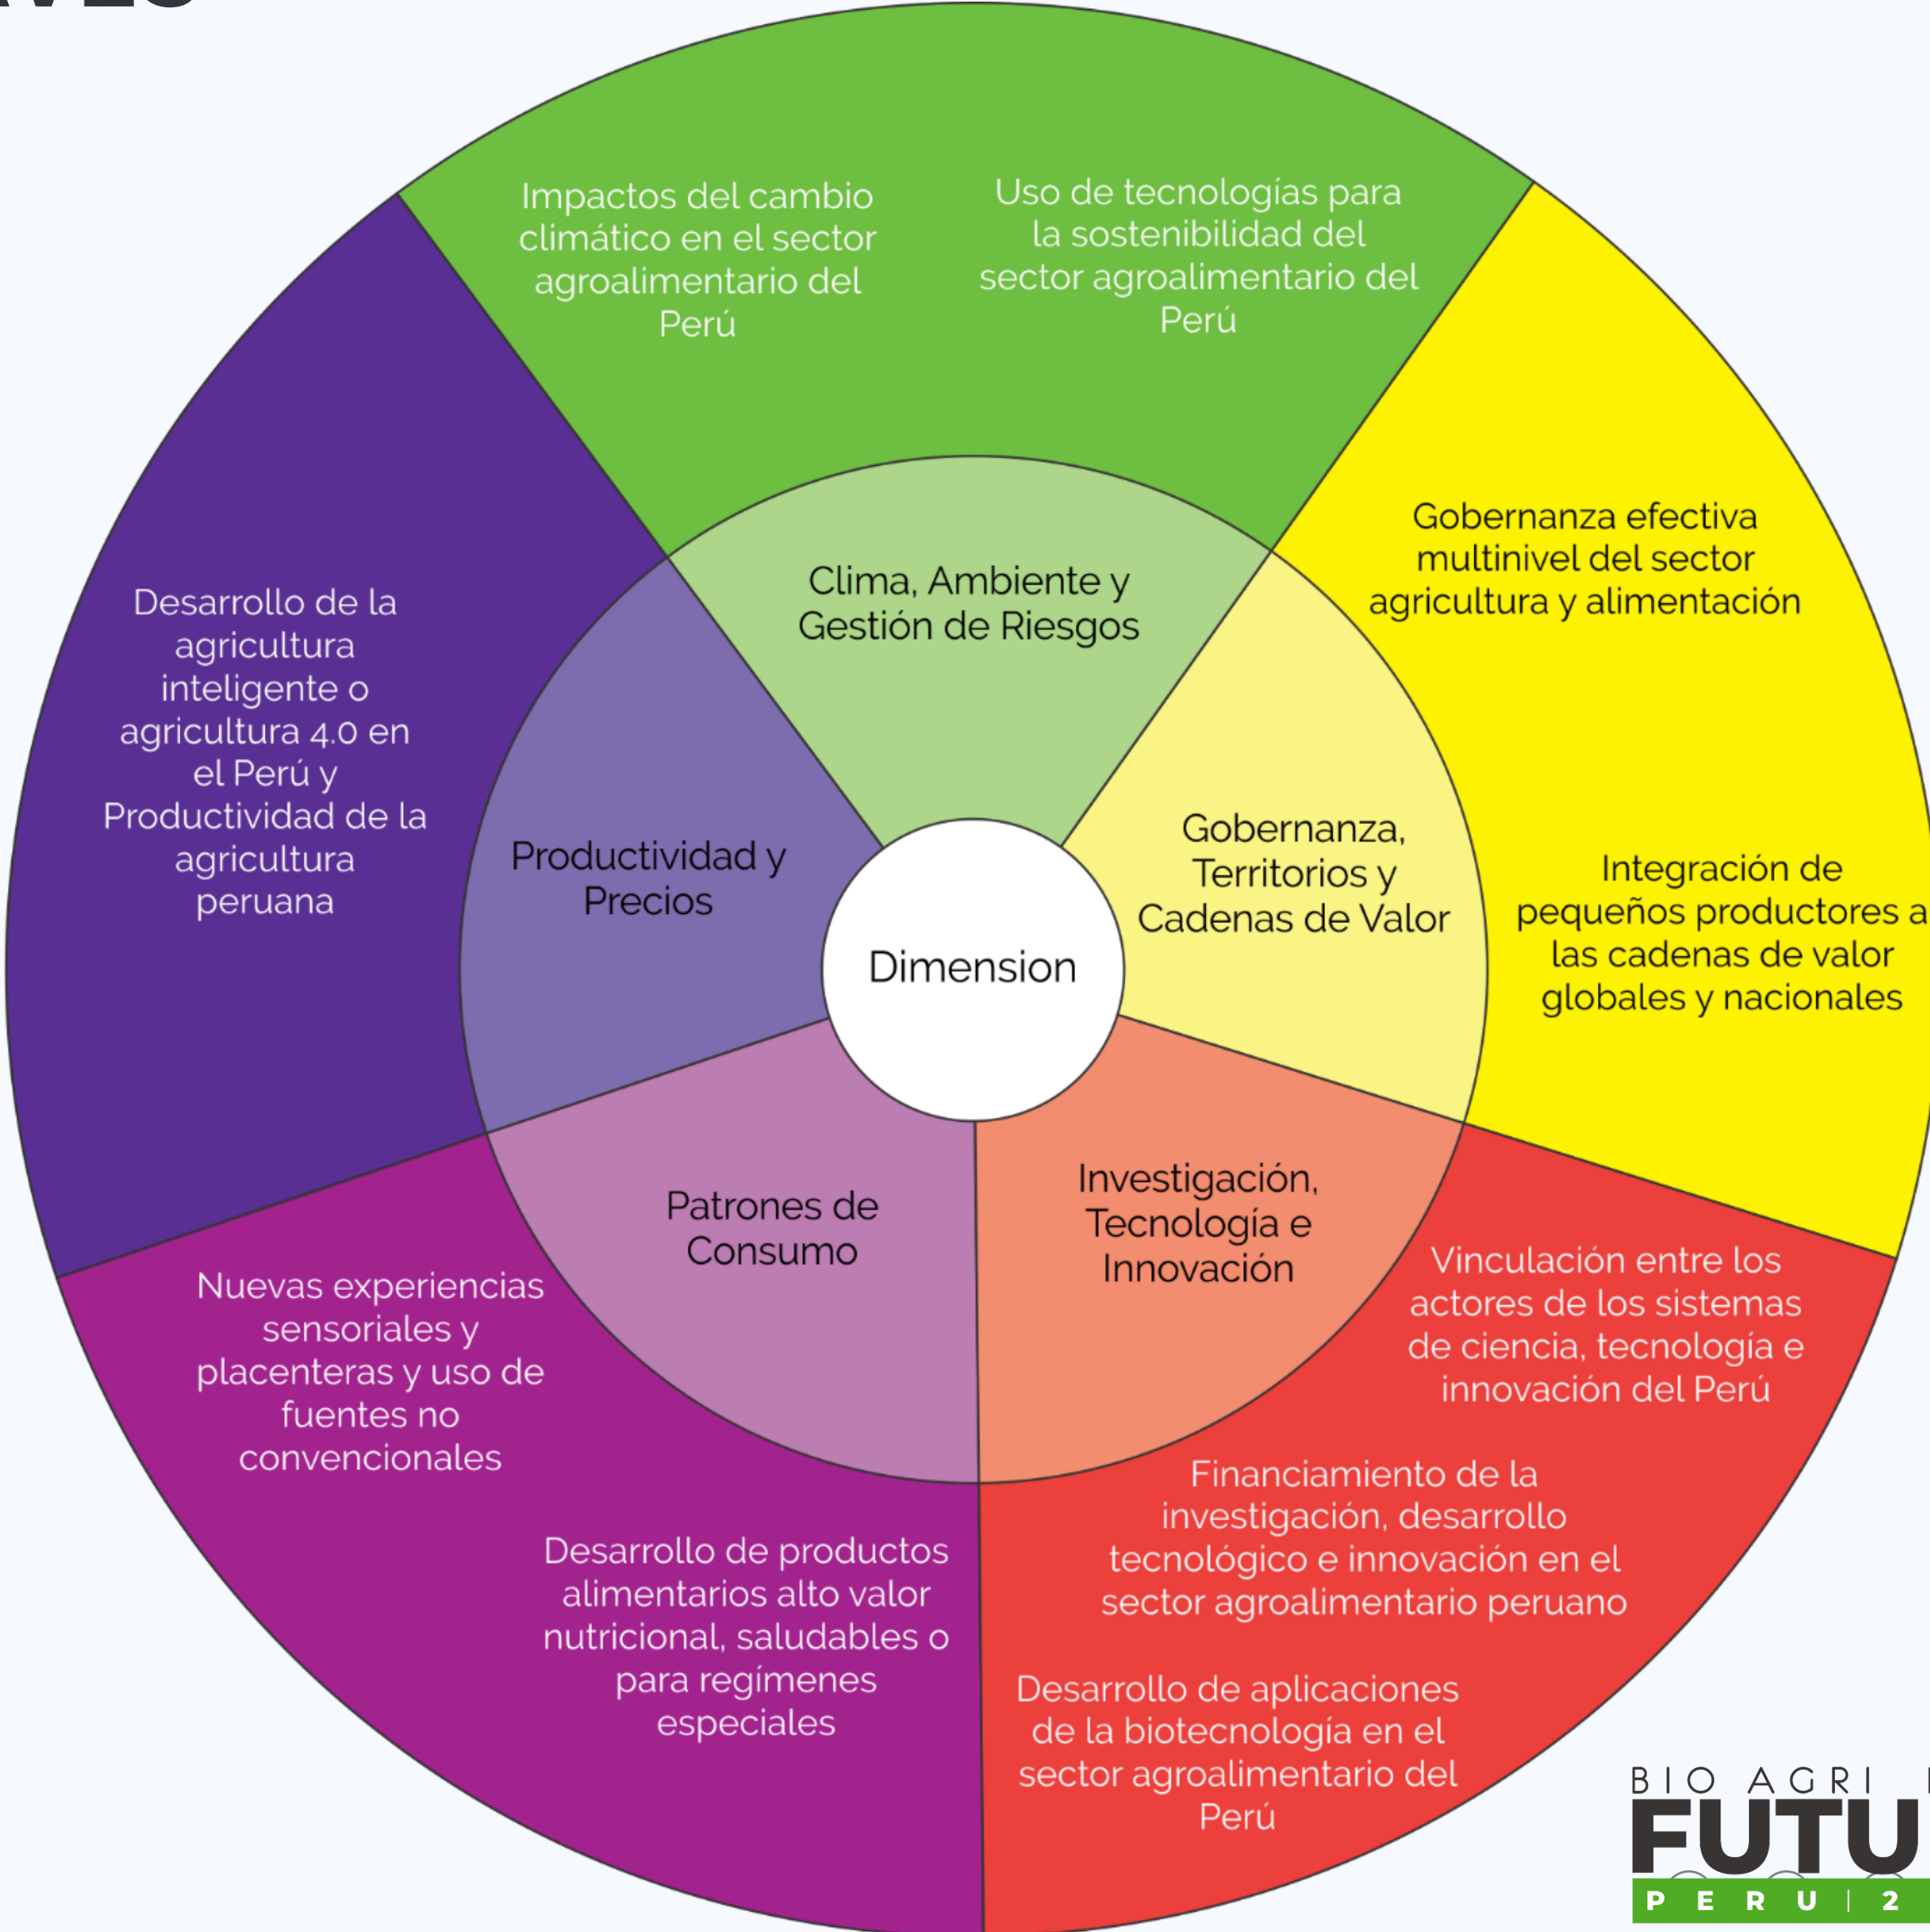 Impactos del cambio
climático en el sector
agroalimentario del
Perú
Uso de tecnologías para
la sostenibilidad del
sector agroalimentario del
Perú
Clima, Ambiente y
Gestión de Riesgos
Gobernanza efectiva
multinivel del sector
agricultura y alimentación
Integración de
pequeños productores a
las cadenas de valor
globales y nacionales
Gobernanza,
Territorios y
Cadenas de Valor
Desarrollo de la
agricultura
inteligente o
agricultura 4.0 en
el Perú y
Productividad de la
agricultura
peruana
Productividad y
Precios
Dimension
Patrones de
Consumo
Investigación,
Tecnología e
Innovación
Nuevas experiencias
sensoriales y
placenteras y uso de
fuentes no
convencionales
Desarrollo de productos
alimentarios alto valor
nutricional, saludables o
para regímenes
especiales
Vinculación entre los
actores de los sistemas
de ciencia, tecnología e
innovación del Perú
Financiamiento de la
investigación, desarrollo
tecnológico e innovación en el
sector agroalimentario peruano
Desarrollo de aplicaciones
de la biotecnología en el
sector agroalimentario del
Perú
BIO AGRI
FUTU
PERU | 2